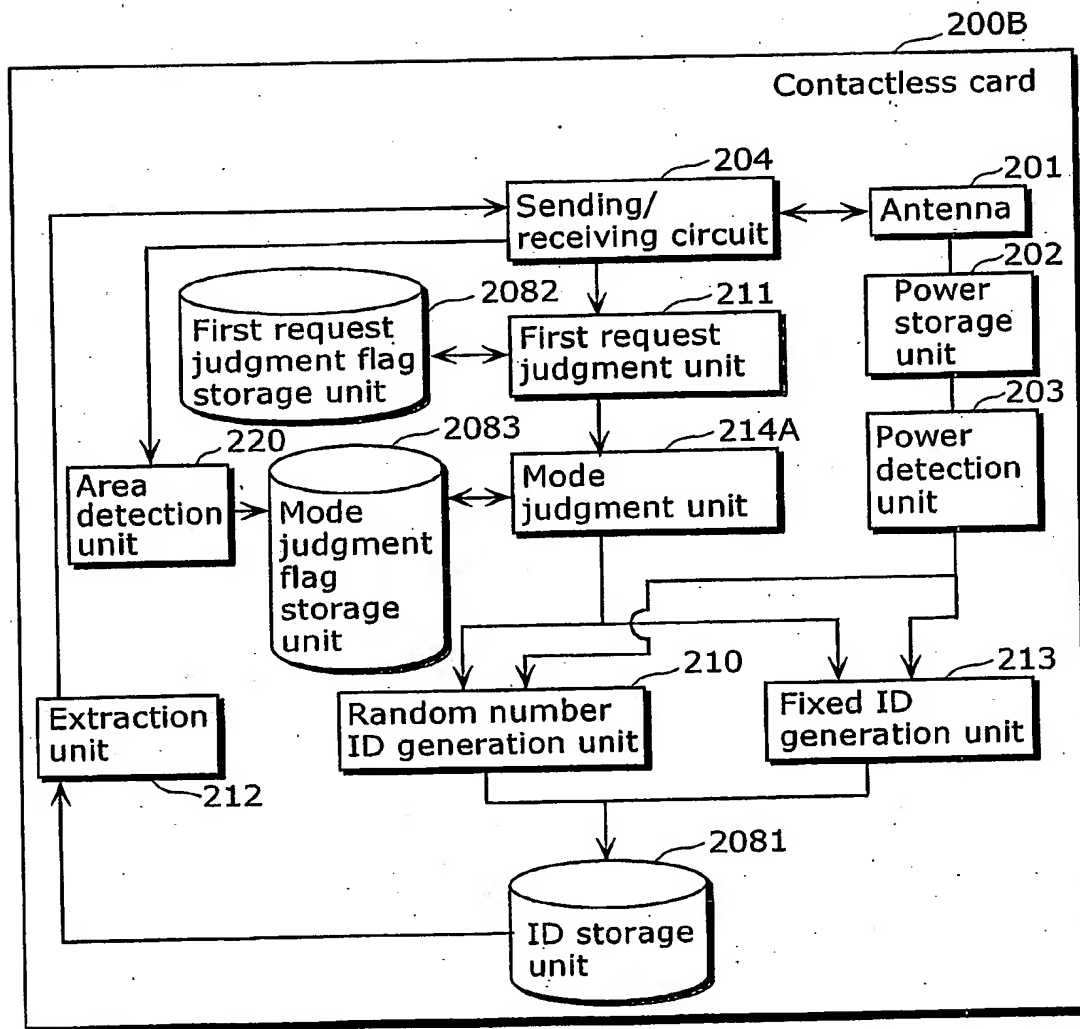 200B
Contactless card
204
Sending/
receiving circuit
201
Antenna
202
Power
storage
unit
2082
First request
judgment flag
storage unit
211
First request
judgment unit
203
Power
detection
unit
220
Area
detection
unit
2083
Mode
judgment
flag
storage
unit
214A
Mode
judgment unit
210
Random number
ID generation unit
213
Fixed ID
generation unit
Extraction
unit
212
2081
ID storage
unit